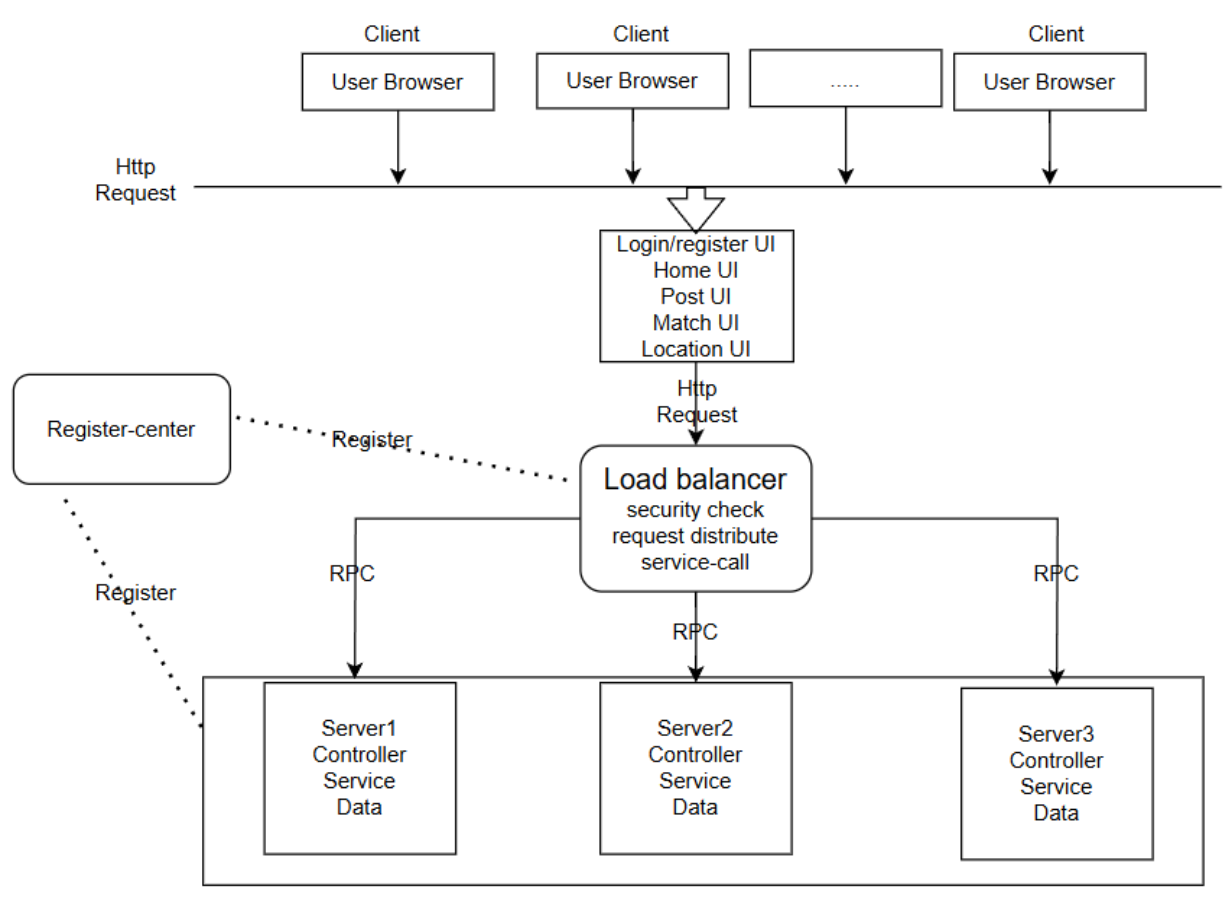 Client
Client
Client
User Browser
User Browser
.....
User Browser
Http
Request
Login/register UI
Home UI
Post UI
Match UI
Location UI
Http
Request
Register-center
Register
Load balancer
security check
request distribute
service-call
RPC
RPC
Register
RPC
Server1
Controller
Service
Data
Server2
Controller
Service
Data
Server3
Controller
Service
Data